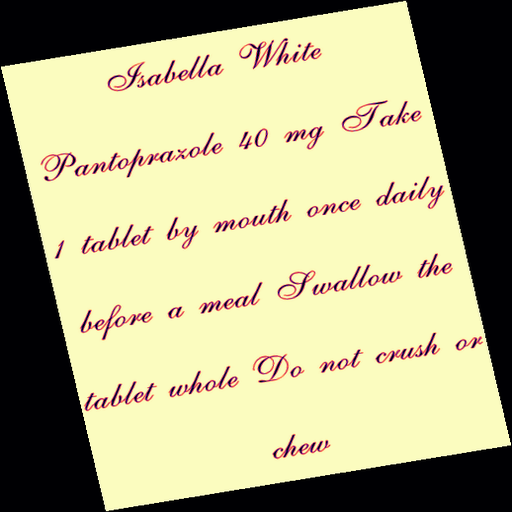 Isabella White
Pantoprazole 40 mg Take
1 tablet by mouth once daily
before a meal Swallow the
tablet whole Do not crush or
chew